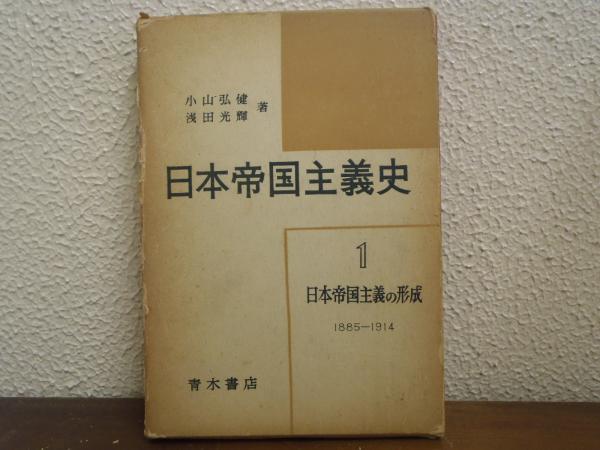 小山弘健
浅田光輝 著
日本帝国主義史
1
日本帝国主義の形成
1885—1914
青木書店